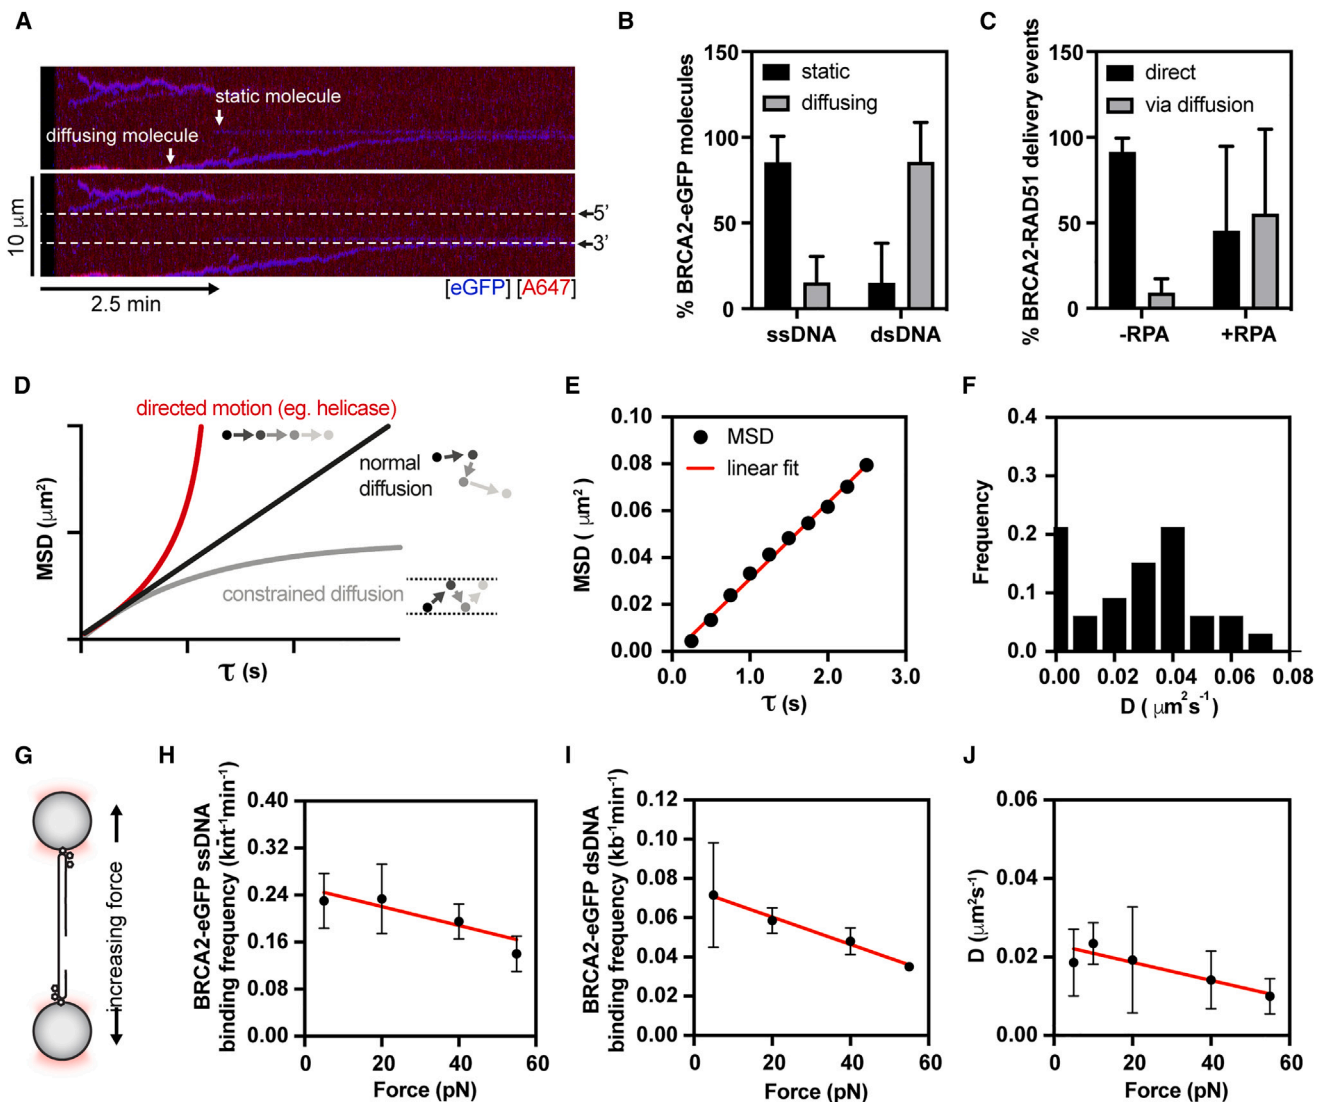 A
static molecule
diffusing molecule
10 μm
5’
3’
2.5 min
[eGFP] [A647]
B
% BRCA2-eGFP molecules
150
100
50
0
static
diffusing
ssDNA
dsDNA
C
% BRCA2-RAD51 delivery events
150
100
50
0
direct
via diffusion
-RPA
+RPA
D
directed motion (eg. helicase)
normal
diffusion
constrained diffusion
MSD (μm²)
τ (s)
E
MSD (μm²)
0.10
0.08
0.06
0.04
0.02
0.00
MSD
linear fit
0.0 1.0 2.0 3.0
τ (s)
F
Frequency
0.4
0.3
0.2
0.1
0.0
0.00 0.02 0.04 0.06 0.08
D ( μm²s⁻¹)
G
increasing force
H
BRCA2-eGFP ssDNA
binding frequency (knt⁻¹min⁻¹)
0.40
0.32
0.24
0.16
0.08
0.00
0 20 40 60
Force (pN)
I
BRCA2-eGFP dsDNA
binding frequency (kb⁻¹min⁻¹)
0.12
0.10
0.08
0.06
0.04
0.02
0.00
0 20 40 60
Force (pN)
J
D (μm²s⁻¹)
0.06
0.04
0.02
0.00
0 20 40 60
Force (pN)